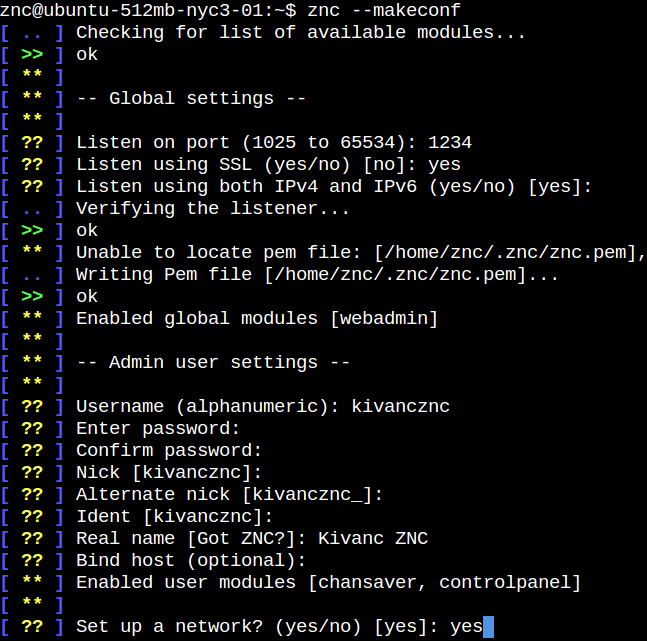 znc@ubuntu-512mb-nyc3-01:~$ znc --makeconf
[ .. ] Checking for list of available modules...
[ >> ] ok
[ ** ]
[ ** ] -- Global settings --
[ ** ]
[ ?? ] Listen on port (1025 to 65534): 1234
[ ?? ] Listen using SSL (yes/no) [no]: yes
[ ?? ] Listen using both IPv4 and IPv6 (yes/no) [yes]:
[ .. ] Verifying the listener...
[ >> ] ok
[ ** ] Unable to locate pem file: [/home/znc/.znc/znc.pem],
[ .. ] Writing Pem file [/home/znc/.znc/znc.pem]...
[ >> ] ok
[ ** ] Enabled global modules [webadmin]
[ ** ]
[ ** ] -- Admin user settings --
[ ** ]
[ ?? ] Username (alphanumeric): kivancznc
[ ?? ] Enter password:
[ ?? ] Confirm password:
[ ?? ] Nick [kivancznc]:
[ ?? ] Alternate nick [kivancznc_]:
[ ?? ] Ident [kivancznc]:
[ ?? ] Real name [Got ZNC?]: Kivanc ZNC
[ ?? ] Bind host (optional):
[ ** ] Enabled user modules [chansaver, controlpanel]
[ ** ]
[ ?? ] Set up a network? (yes/no) [yes]: yes